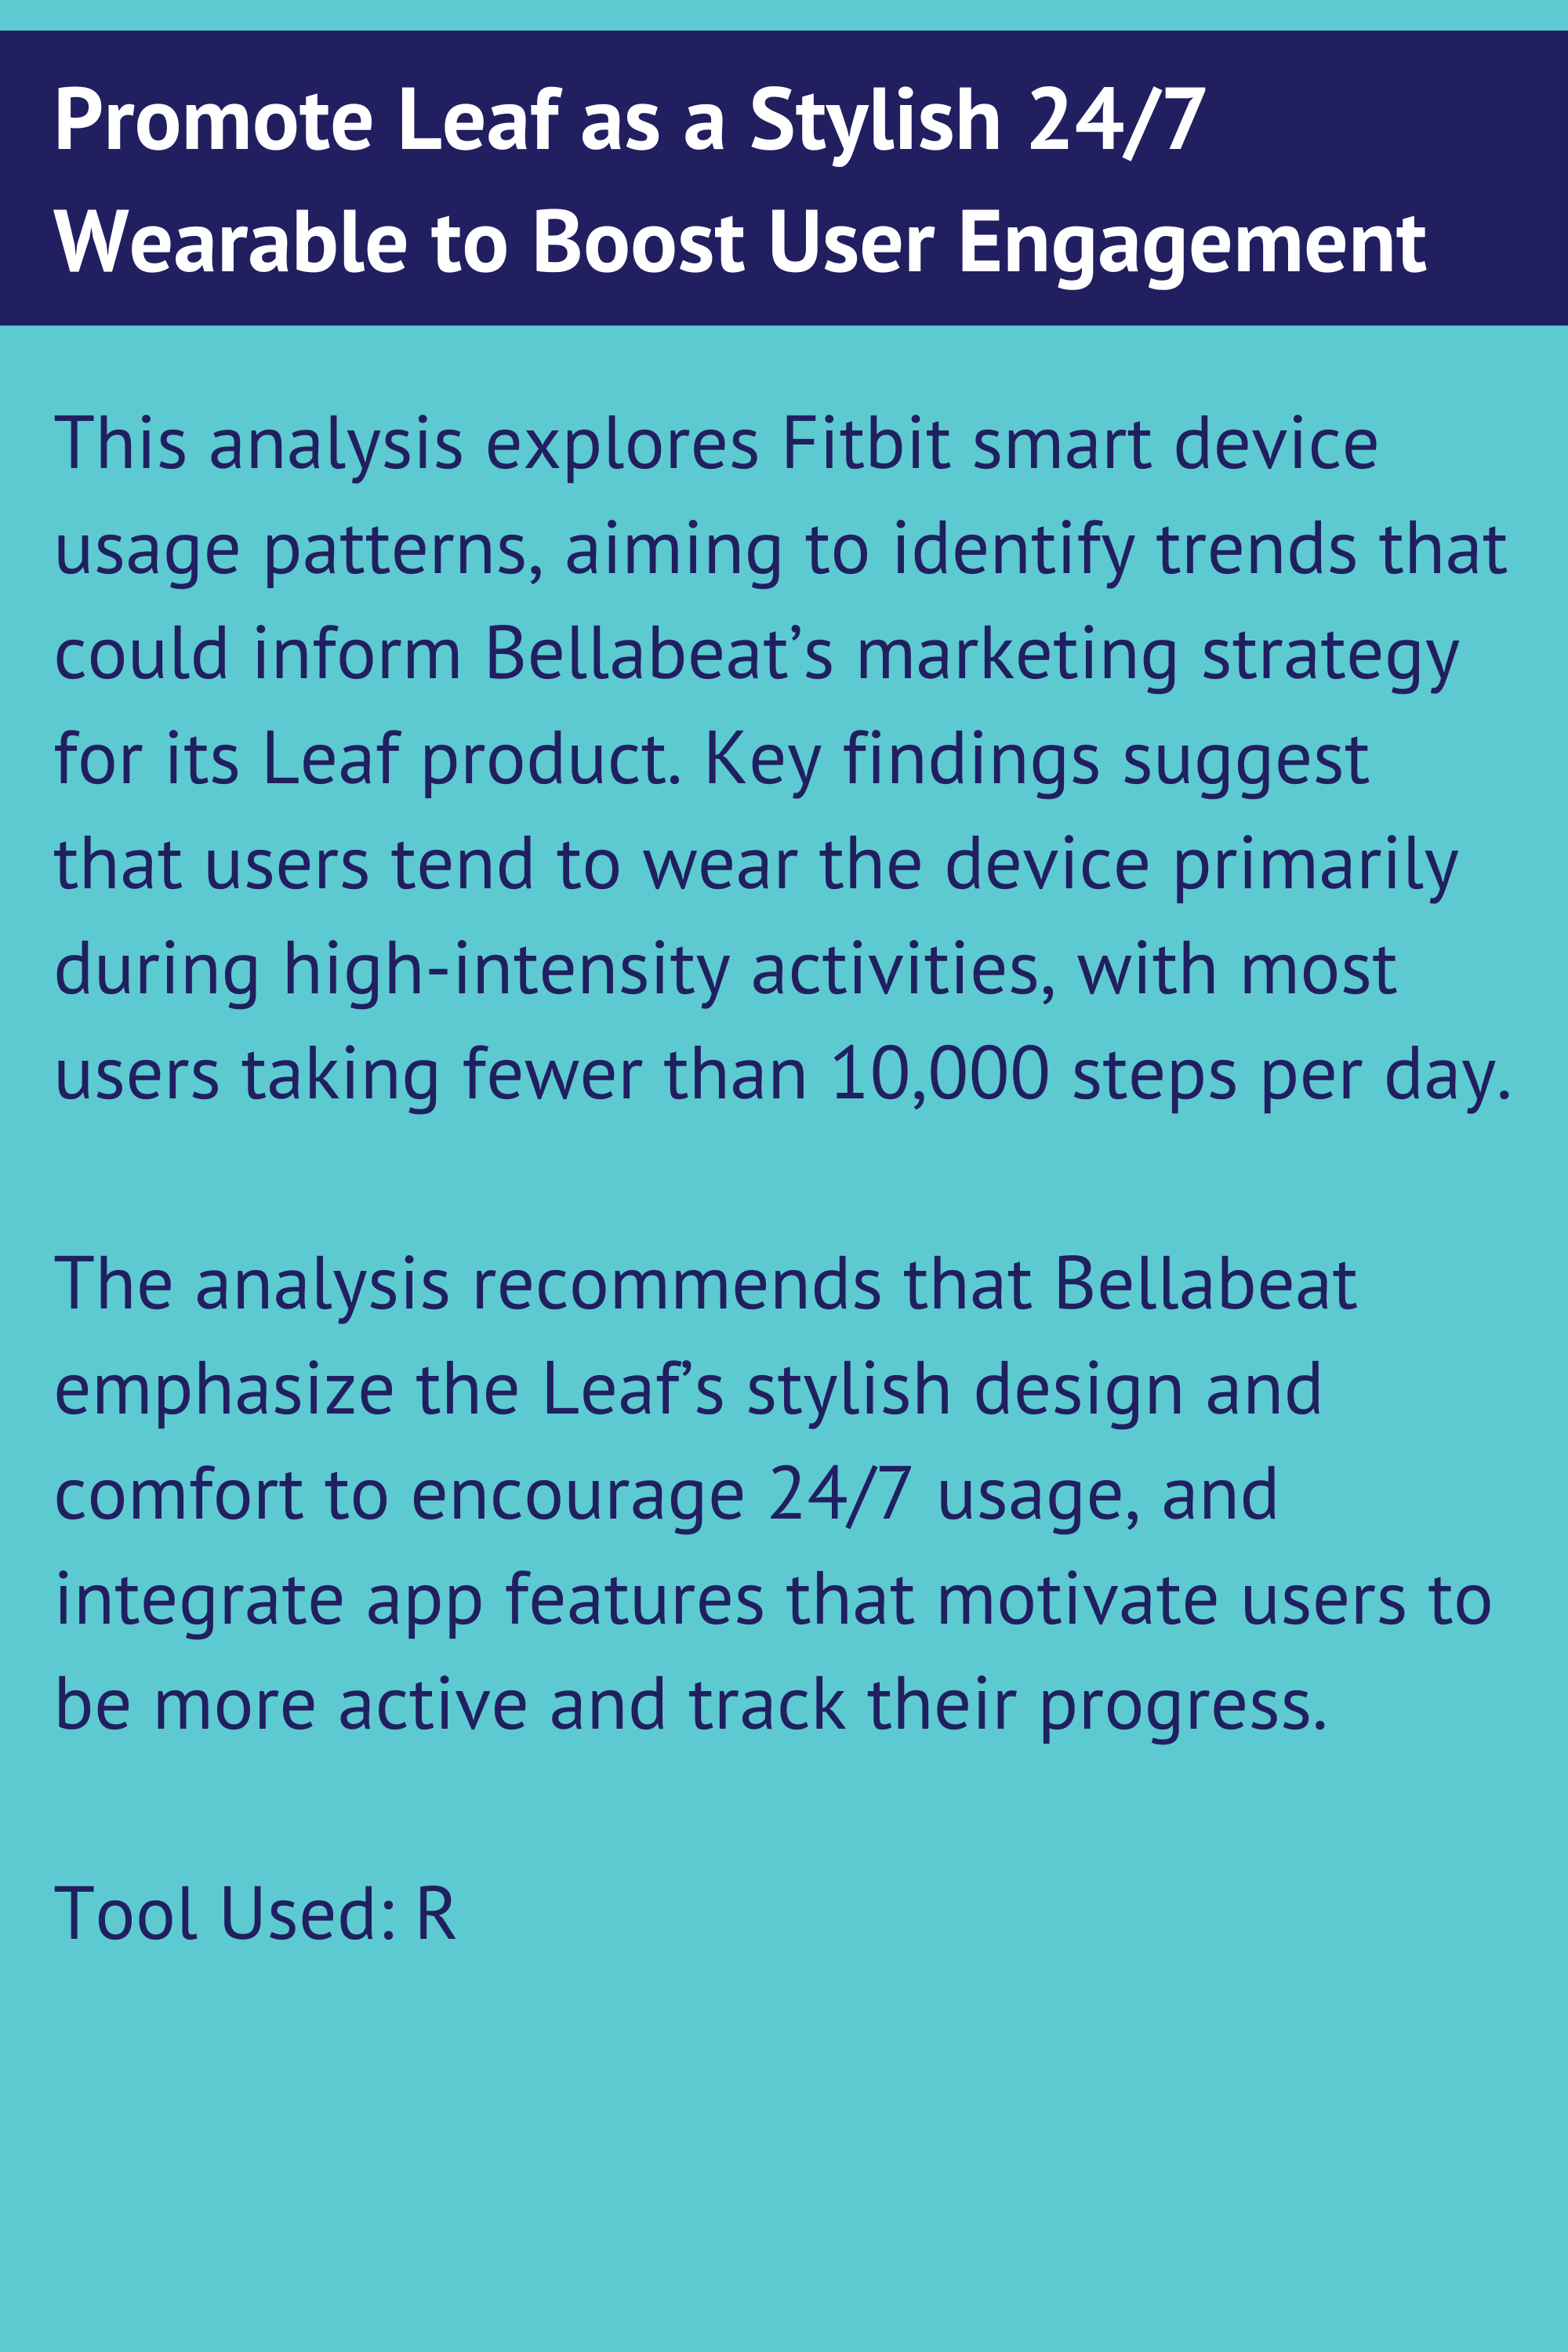 Promote Leaf as a Stylish 24/7
Wearable to Boost User Engagement
This analysis explores Fitbit smart device
usage patterns, aiming to identify trends that
could inform Bellabeat’s marketing strategy
for its Leaf product. Key findings suggest
that users tend to wear the device primarily
during high-intensity activities, with most
users taking fewer than 10,000 steps per day.
The analysis recommends that Bellabeat
emphasize the Leaf’s stylish design and
comfort to encourage 24/7 usage, and
integrate app features that motivate users to
be more active and track their progress.
Tool Used: R